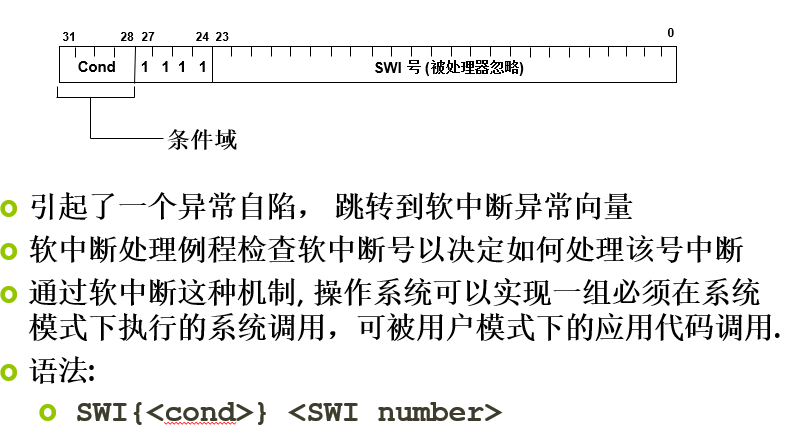 31 28 27 24 23 0
Cond 1 1 1 1 SWI 号 (被处理器忽略)
条件域
引起了一个异常自陷， 跳转到软中断异常向量
软中断处理例程检查软中断号以决定如何处理该号中断
通过软中断这种机制, 操作系统可以实现一组必须在系统
模式下执行的系统调用，可被用户模式下的应用代码调用.
语法:
SWI{<cond>} <SWI number>